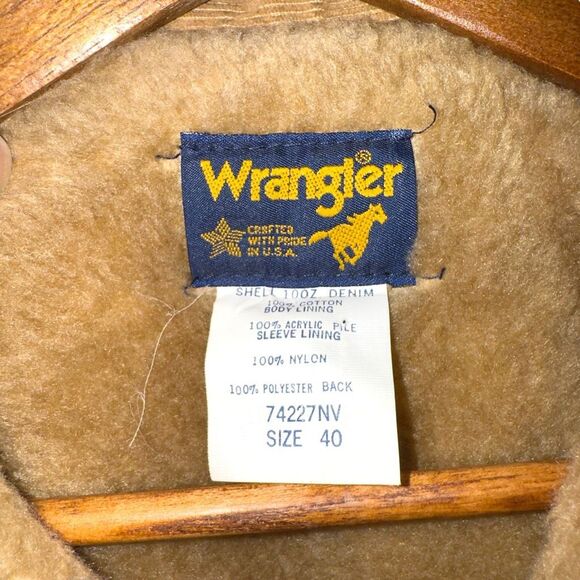 Wrangler®
CRAFTED
WITH PRIDE
IN U.S.A.
SHELL 10OZ DENIM
100% COTTON
BODY LINING
100% ACRYLIC PILE
SLEEVE LINING
100% NYLON
100% POLYESTER BACK
74227NV
SIZE 40